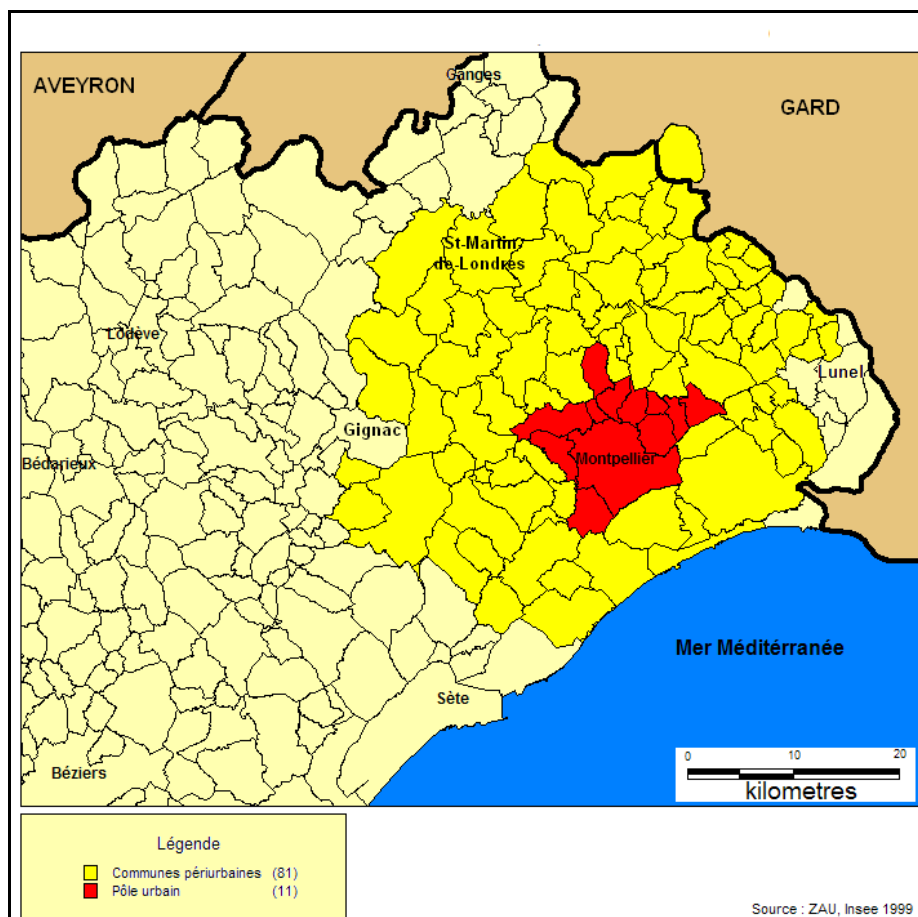 Ganges
AVEYRON
GARD
St-Martin
de-Londres
Lodève
Lunel
Gignac
Bédarieux
Montpellier
Mer Méditérranée
Sète
0 10 20
kilometres
Béziers
Légende
Communes périurbaines (81)
Pôle urbain (11)
Source : ZAU, Insee 1999